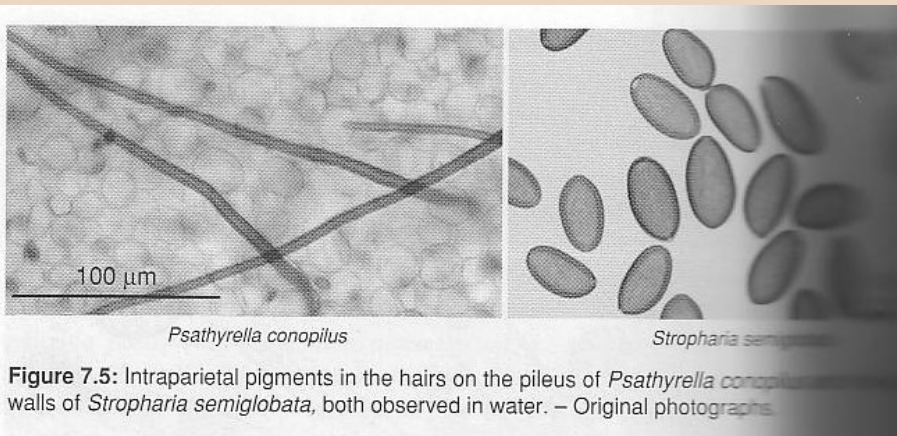 100 µm
Psathyrella conopilus
Stropharia
Figure 7.5: Intraparietal pigments in the hairs on the pileus of Psathyrella
walls of Stropharia semiglobata, both observed in water. – Original photographs.